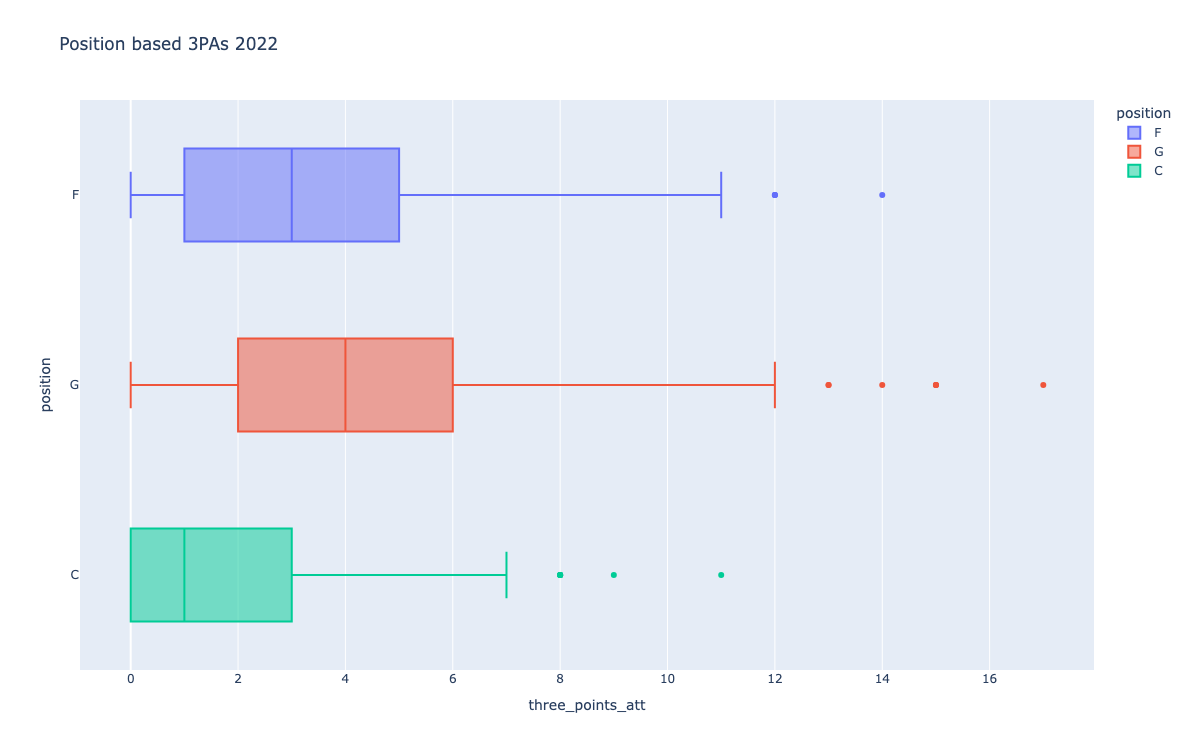 Position based 3PAs 2022
position
F
G
C
F
G
C
position
0 2 4 6 8 10 12 14 16
three_points_att